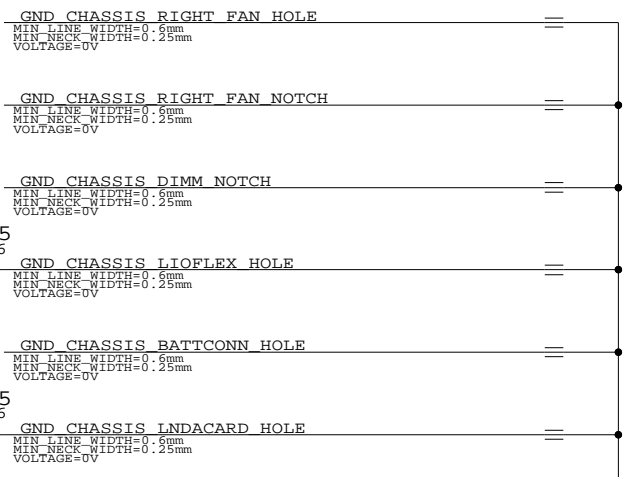 GND_CHASSIS_RIGHT_FAN_HOLE
MIN_LINE_WIDTH=0.6mm
MIN_NECK_WIDTH=0.25mm
VOLTAGE=0V
GND_CHASSIS_RIGHT_FAN_NOTCH
MIN_LINE_WIDTH=0.6mm
MIN_NECK_WIDTH=0.25mm
VOLTAGE=0V
GND_CHASSIS_DIMM_NOTCH
MIN_LINE_WIDTH=0.6mm
MIN_NECK_WIDTH=0.25mm
VOLTAGE=0V
5
GND_CHASSIS_LIOFLEX_HOLE
MIN_LINE_WIDTH=0.6mm
MIN_NECK_WIDTH=0.25mm
VOLTAGE=0V
GND_CHASSIS_BATTCONN_HOLE
MIN_LINE_WIDTH=0.6mm
MIN_NECK_WIDTH=0.25mm
VOLTAGE=0V
5
GND_CHASSIS_LNDACARD_HOLE
MIN_LINE_WIDTH=0.6mm
MIN_NECK_WIDTH=0.25mm
VOLTAGE=0V